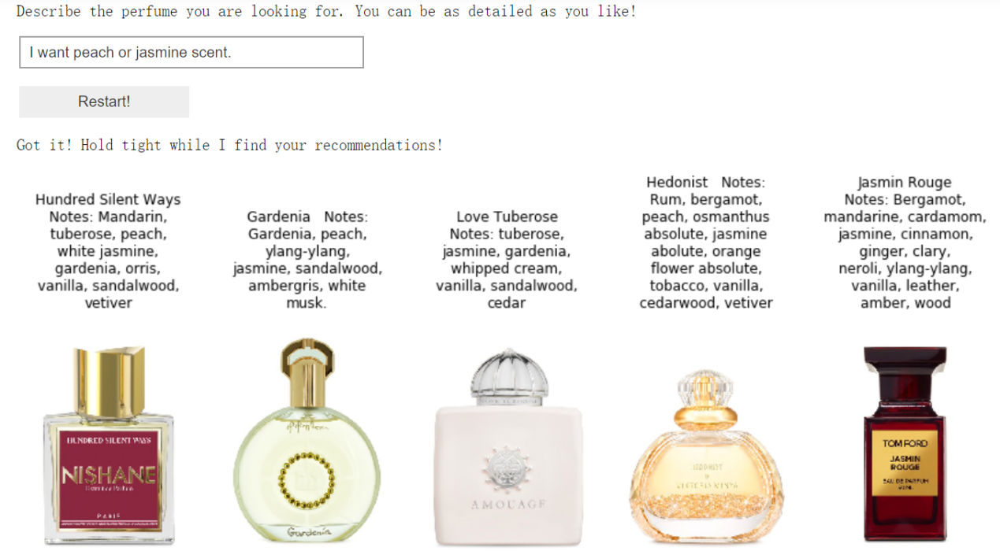 Describe the perfume you are looking for. You can be as detailed as you like!
I want peach or jasmine scent.
Restart!
Got it! Hold tight while I find your recommendations!
Hundred Silent Ways
Notes: Mandarin,
tuberose, peach,
white jasmine,
gardenia, orris,
vanilla, sandalwood,
vetiver
Gardenia Notes:
Gardenia, peach,
ylang-ylang,
jasmine, sandalwood,
ambergris, white
musk.
Love Tuberose
Notes: tuberose,
jasmine, gardenia,
whipped cream,
vanilla, sandalwood,
cedar
Hedonist Notes:
Rum, bergamot,
peach, osmanthus
absolute, jasmine
abolute, orange
flower absolute,
tobacco, vanilla,
cedarwood, vetiver
Jasmin Rouge
Notes: Bergamot,
mandarine, cardamom,
jasmine, cinnamon,
ginger, clary,
neroli, ylang-ylang,
vanilla, leather,
amber, wood
HUNDRED SILENT WAYS
NISHANE
Gardenia
AMOUAGE
TOM FORD
JASMIN
ROUGE
EAU DE PARFUM